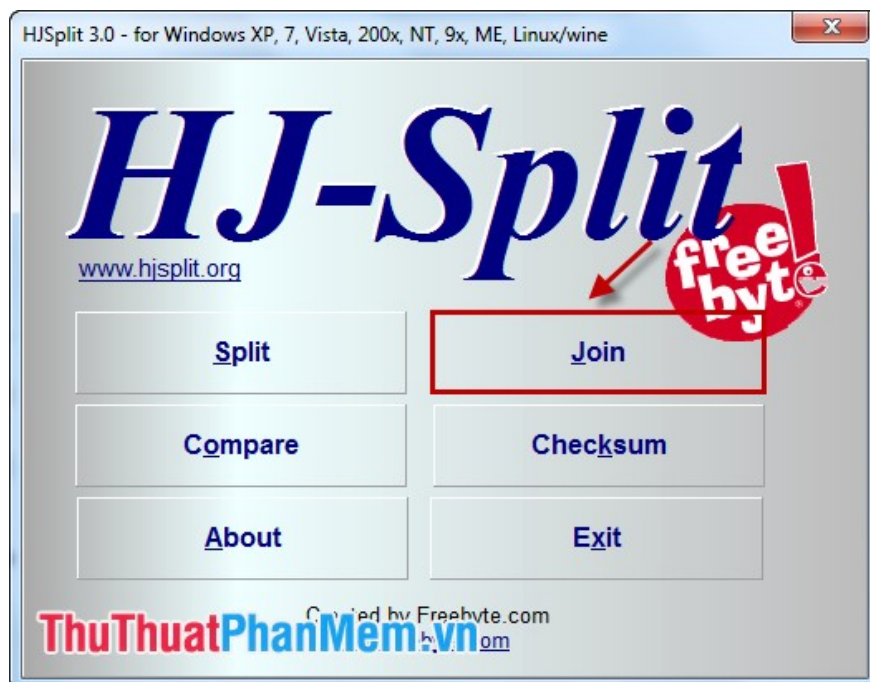 HJSplit 3.0 - for Windows XP, 7, Vista, 200x, NT, 9x, ME, Linux/wine
HJ-Split
www.hjsplit.org
free
byte!
Split
Join
Compare
Checksum
About
Exit
by Freebyte.com
ThuThuatPhanMem.vn